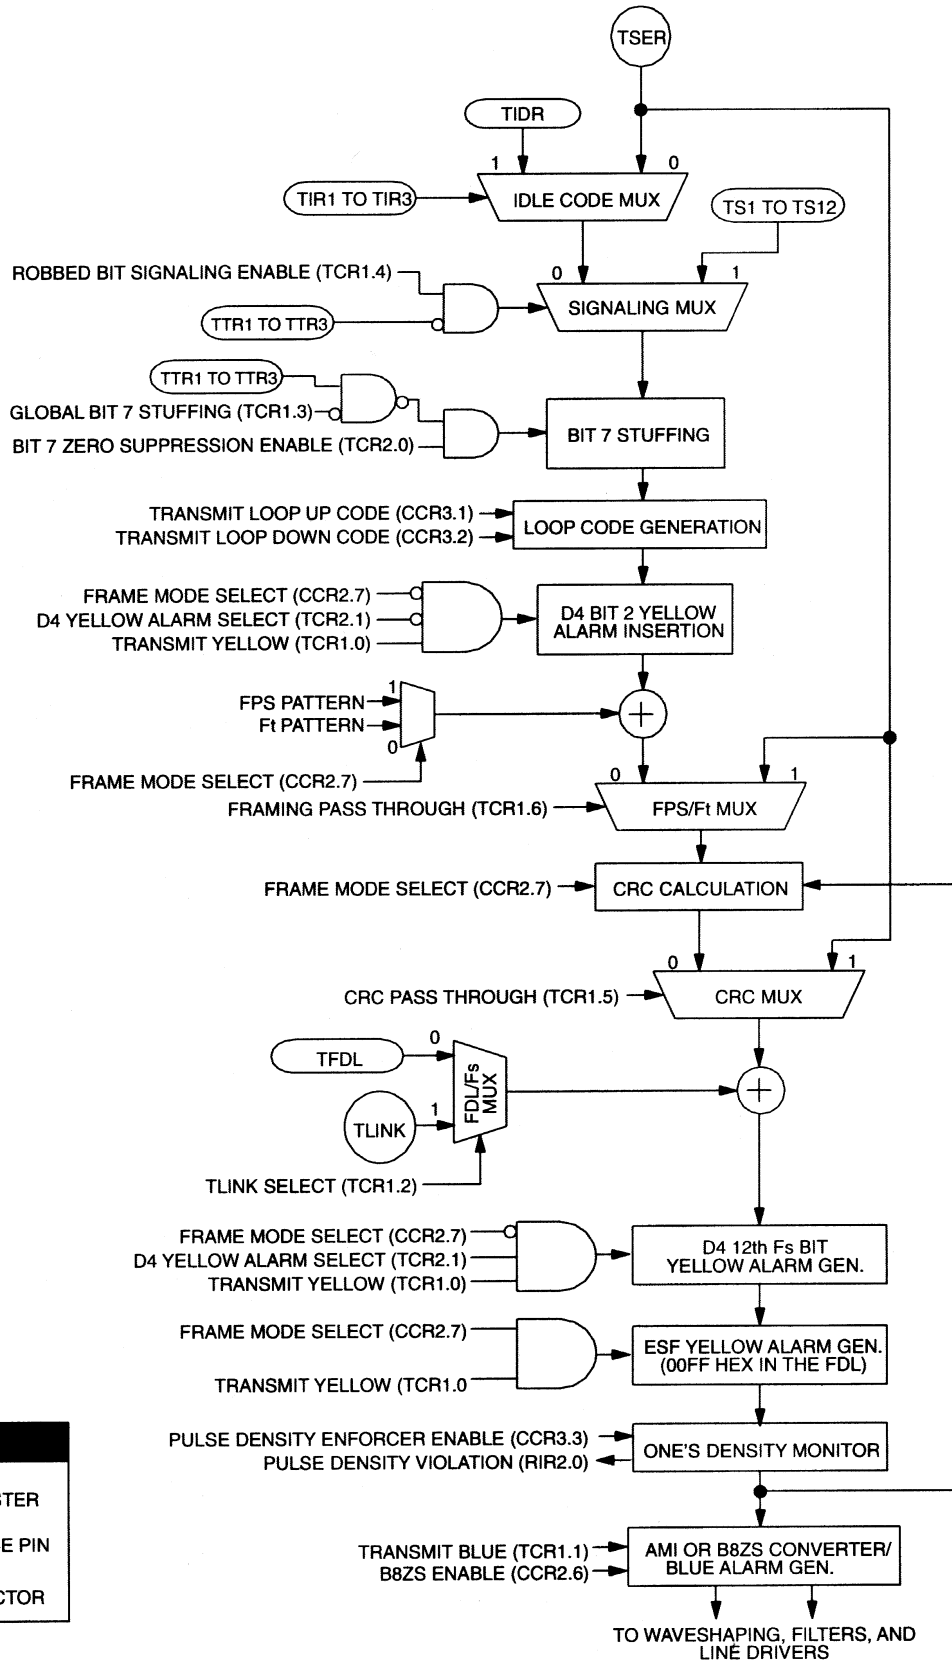 TSER
TIDR
1
0
TIR1 TO TIR3
IDLE CODE MUX
TS1 TO TS12
ROBBED BIT SIGNALING ENABLE (TCR1.4)
0
1
TTR1 TO TTR3
SIGNALING MUX
TTR1 TO TTR3
GLOBAL BIT 7 STUFFING (TCR1.3)
BIT 7 ZERO SUPPRESSION ENABLE (TCR2.0)
BIT 7 STUFFING
TRANSMIT LOOP UP CODE (CCR3.1)
TRANSMIT LOOP DOWN CODE (CCR3.2)
LOOP CODE GENERATION
FRAME MODE SELECT (CCR2.7)
D4 YELLOW ALARM SELECT (TCR2.1)
TRANSMIT YELLOW (TCR1.0)
D4 BIT 2 YELLOW
ALARM INSERTION
1
FPS PATTERN
Ft PATTERN
0
+
FRAME MODE SELECT (CCR2.7)
0
1
FRAMING PASS THROUGH (TCR1.6)
FPS/Ft MUX
FRAME MODE SELECT (CCR2.7)
CRC CALCULATION
0
1
CRC PASS THROUGH (TCR1.5)
CRC MUX
TFDL
0
FDL/Fs
MUX
+
TLINK
1
TLINK SELECT (TCR1.2)
FRAME MODE SELECT (CCR2.7)
D4 YELLOW ALARM SELECT (TCR2.1)
TRANSMIT YELLOW (TCR1.0)
D4 12th Fs BIT
YELLOW ALARM GEN.
FRAME MODE SELECT (CCR2.7)
TRANSMIT YELLOW (TCR1.0
ESF YELLOW ALARM GEN.
(00FF HEX IN THE FDL)
PULSE DENSITY ENFORCER ENABLE (CCR3.3)
PULSE DENSITY VIOLATION (RIR2.0)
ONE'S DENSITY MONITOR
STER
E PIN
CTOR
TRANSMIT BLUE (TCR1.1)
B8ZS ENABLE (CCR2.6)
AMI OR B8ZS CONVERTER/
BLUE ALARM GEN.
TO WAVESHAPING, FILTERS, AND
LINE DRIVERS